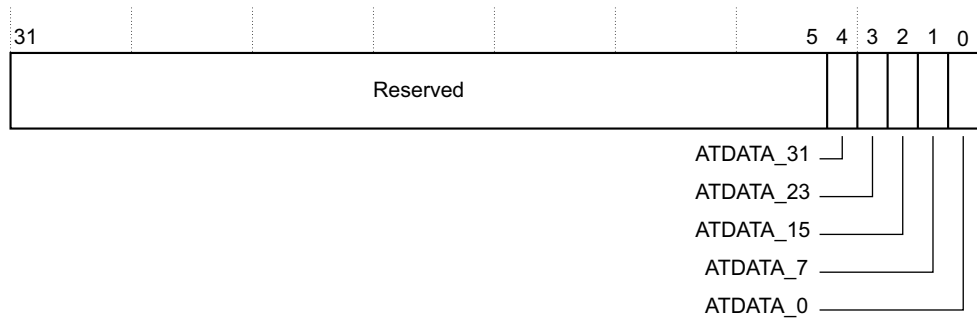 31 5 4 3 2 1 0
Reserved
ATDATA_31
ATDATA_23
ATDATA_15
ATDATA_7
ATDATA_0